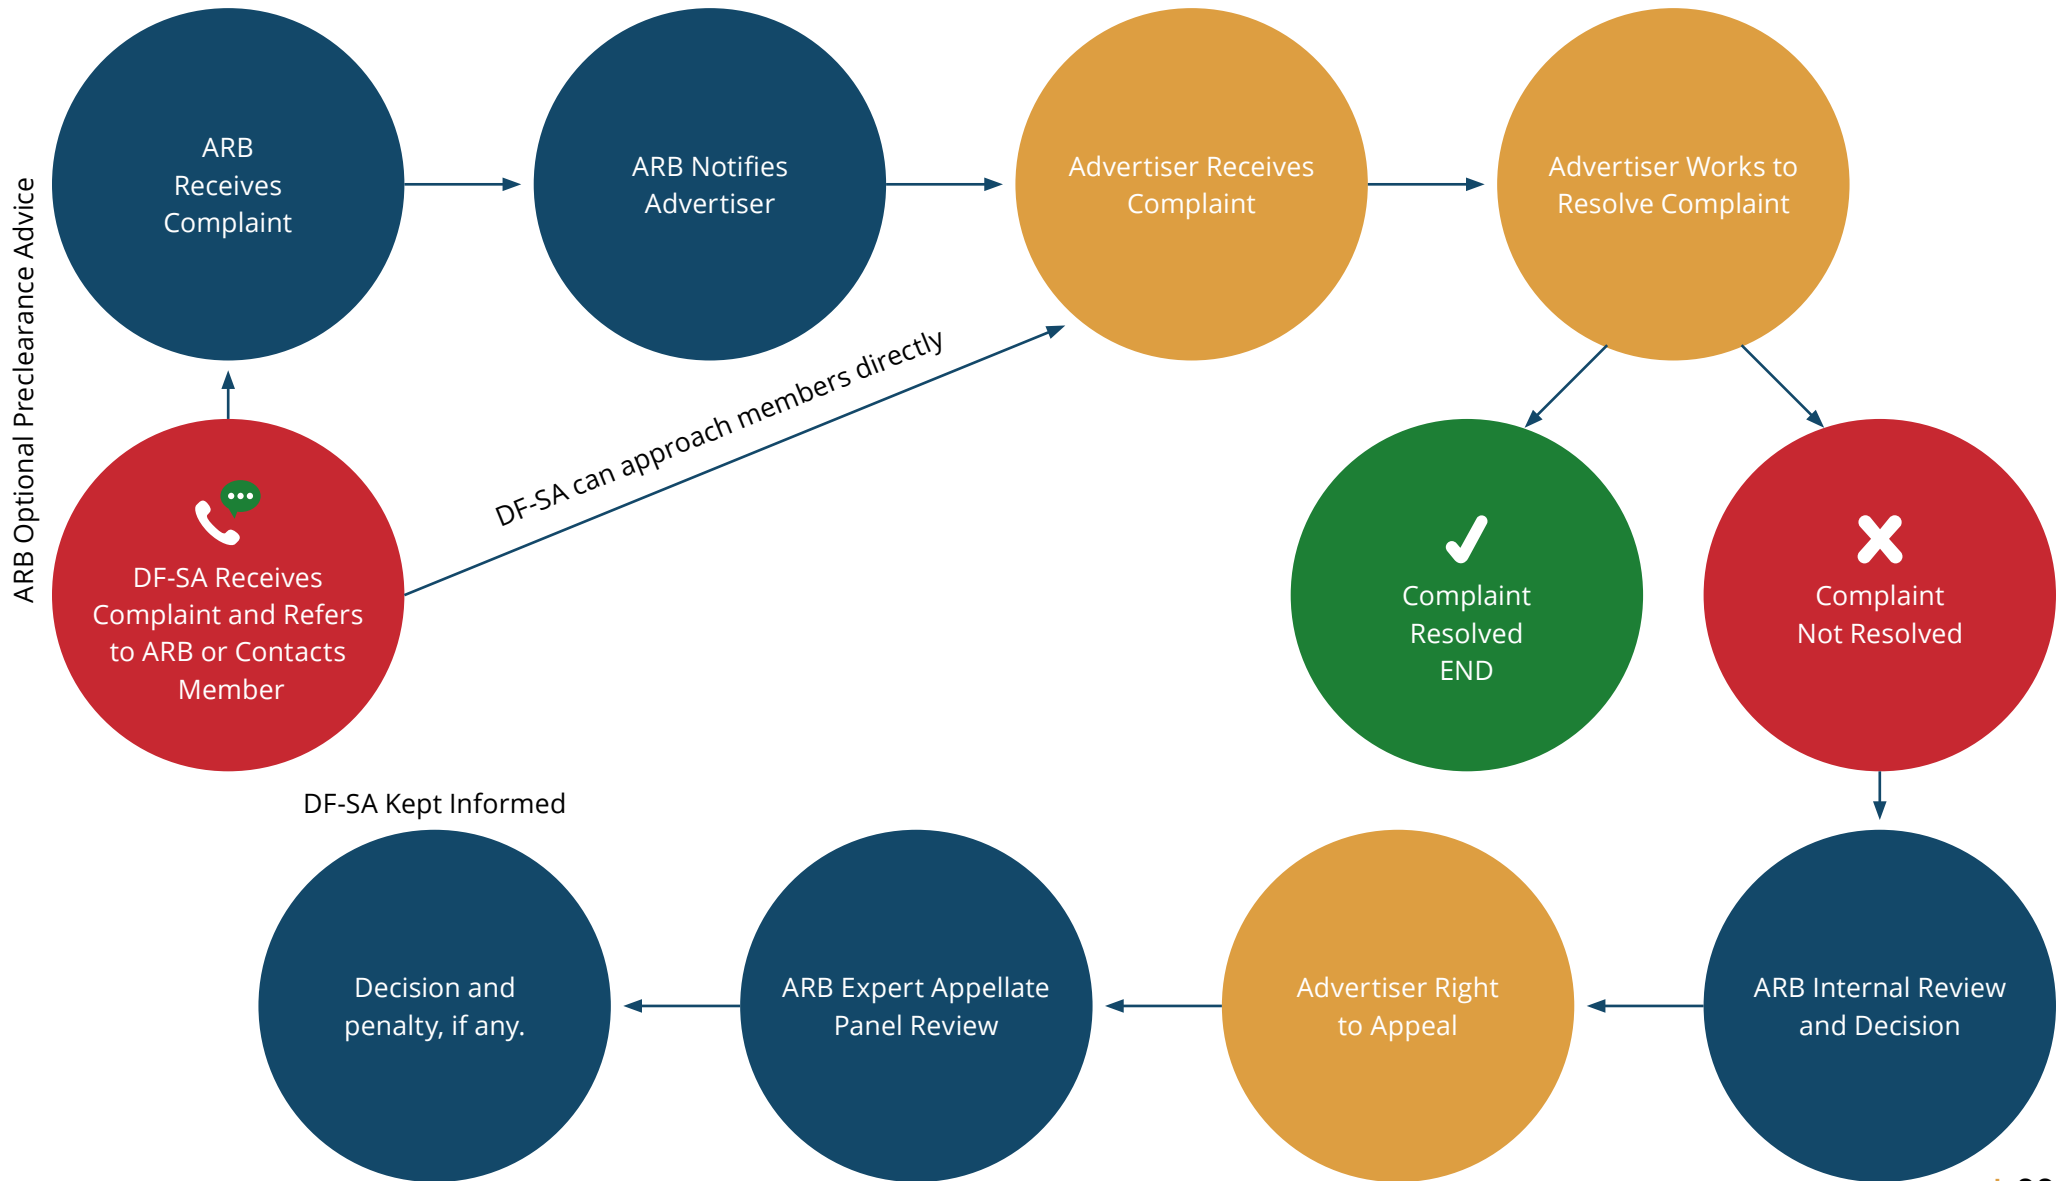 ARB Optional Preclearance Advice
ARB
Receives
Complaint
ARB Notifies
Advertiser
Advertiser Receives
Complaint
Advertiser Works to
Resolve Complaint
DF-SA can approach members directly
DF-SA Receives
Complaint and Refers
to ARB or Contacts
Member
Complaint
Resolved
END
Complaint
Not Resolved
DF-SA Kept Informed
Decision and
penalty, if any.
ARB Expert Appellate
Panel Review
Advertiser Right
to Appeal
ARB Internal Review
and Decision